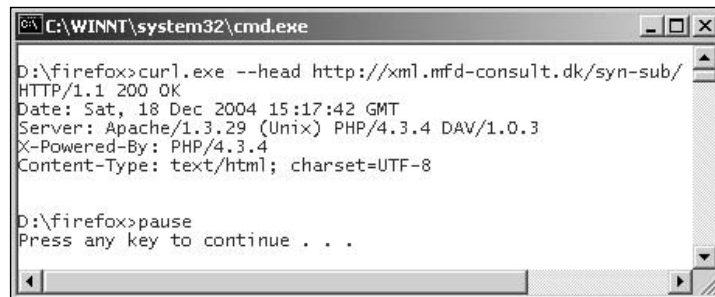 C:\WINNT\system32\cmd.exe
D:\firefox>curl.exe --head http://xml.mfd-consult.dk/syn-sub/
HTTP/1.1 200 OK
Date: Sat, 18 Dec 2004 15:17:42 GMT
Server: Apache/1.3.29 (Unix) PHP/4.3.4 DAV/1.0.3
X-Powered-By: PHP/4.3.4
Content-Type: text/html; charset=UTF-8
D:\firefox>pause
Press any key to continue . . .